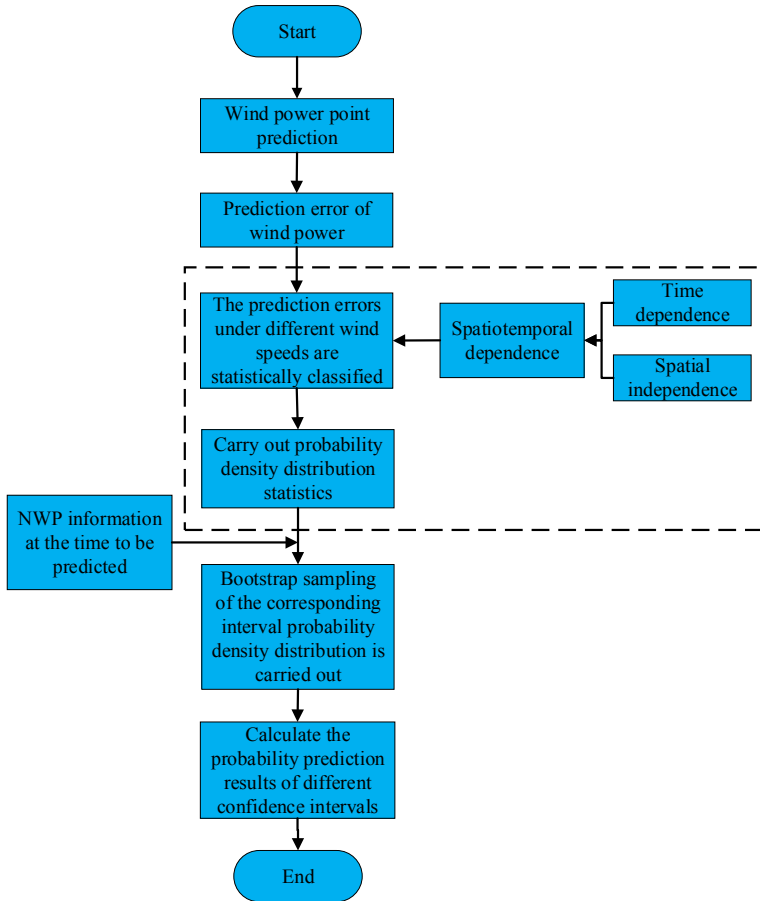 Start
Wind power point
prediction
Prediction error of
wind power
The prediction errors
under different wind
speeds are
statistically classified
Spatiotemporal
dependence
Time
dependence
Spatial
independence
Carry out probability
density distribution
statistics
NWP information
at the time to be
predicted
Bootstrap sampling
of the corresponding
interval probability
density distribution is
carried out
Calculate the
probability prediction
results of different
confidence intervals
End